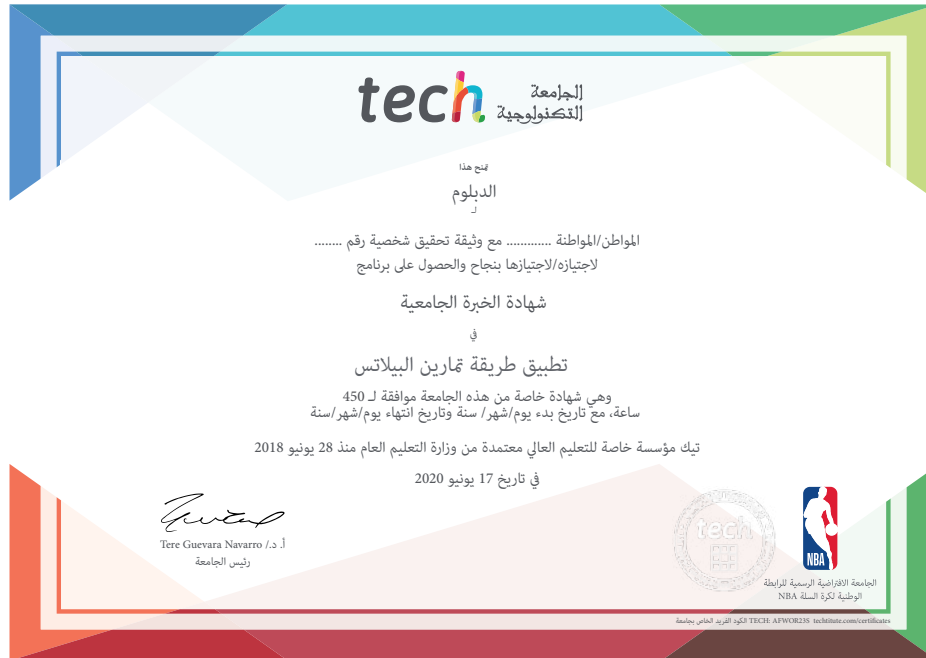 tech الجامعة
التكنولوجية
تمنح هذا
الدبلوم
لـ
المواطن/المواطنة ............. مع وثيقة تحقيق شخصية رقم ........
لاجتيازه/لاجتيازها بنجاح والحصول على برنامج
شهادة الخبرة الجامعية
في
تطبيق طريقة تمارين البيلاتس
وهي شهادة خاصة من هذه الجامعة موافقة لـ 450
ساعة، مع تاريخ بدء يوم/شهر/ سنة وتاريخ انتهاء يوم/شهر/سنة
تيك مؤسسة خاصة للتعليم العالي معتمدة من وزارة التعليم العام منذ 28 يونيو 2018
في تاريخ 17 يونيو 2020
أ. د./ Tere Guevara Navarro
رئيس الجامعة
tech
NBA
الجامعة الافتراضية الرسمية للرابطة
الوطنية لكرة السلة NBA
الكود الفريد الخاص بجامعة TECH: AFWOR23S techtitute.com/certificates